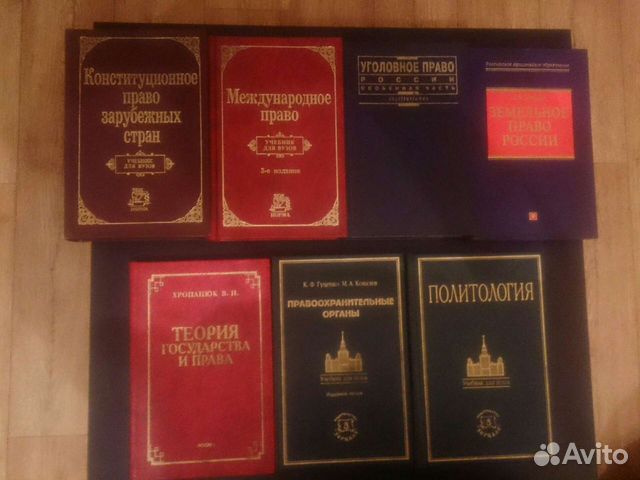 Конституционное
право
зарубежных
стран
УЧЕБНИК
ДЛЯ ВУЗОВ
НОРМА
Международное
право
УЧЕБНИК
ДЛЯ ВУЗОВ
3-е издание
НОРМА
УГОЛОВНОЕ ПРАВО
РОССИИ
ОСОБЕННАЯ ЧАСТЬ
ЗЕМЕЛЬНОЕ
ПРАВО
РОССИИ
ХРОПАНЮК В. Н.
ТЕОРИЯ
ГОСУДАРСТВА
И ПРАВА
К. Ф. Гуценко, М. А. Ковалев
ПРАВООХРАНИТЕЛЬНЫЕ
ОРГАНЫ
Учебник для вузов
ЗЕРЦАЛО
ПОЛИТОЛОГИЯ
Учебник для вузов
ЗЕРЦАЛО
Avito